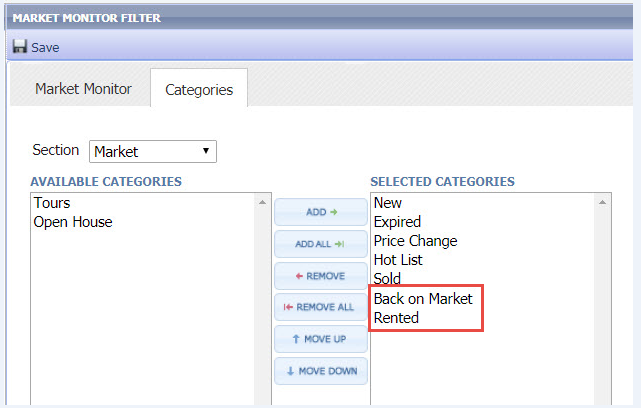 MARKET MONITOR FILTER
Save
Market Monitor
Categories
Section
Market
AVAILABLE CATEGORIES
Tours
Open House
ADD
ADD ALL
REMOVE
REMOVE ALL
MOVE UP
MOVE DOWN
SELECTED CATEGORIES
New
Expired
Price Change
Hot List
Sold
Back on Market
Rented